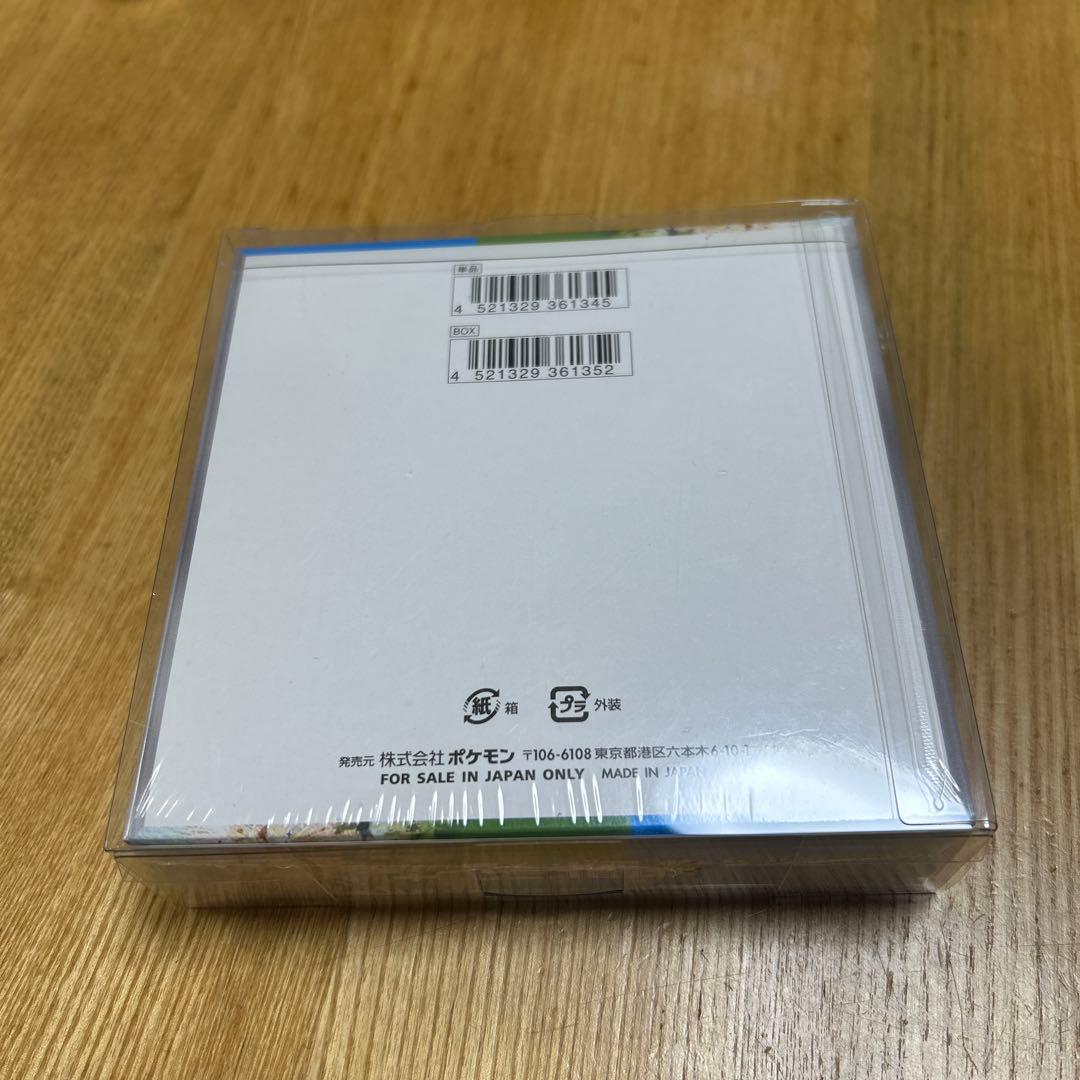 単品
4 521329 361345
BOX
4 521329 361352
紙 箱 プラ 外装
発売元 株式会社ポケモン 〒106-6108 東京都港区六本木6-10-1
FOR SALE IN JAPAN ONLY MADE IN JAPAN